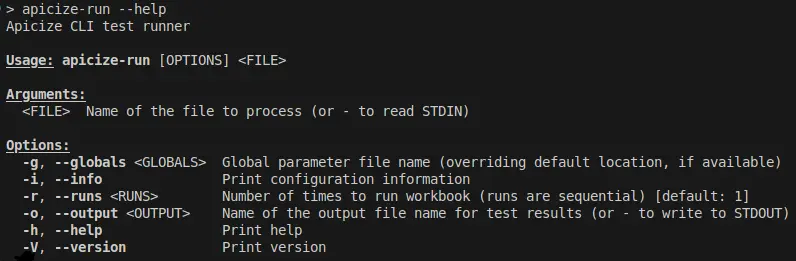 > apicize-run --help
Apicize CLI test runner
Usage: apicize-run [OPTIONS] <FILE>
Arguments:
<FILE>  Name of the file to process (or - to read STDIN)
Options:
-g, --globals <GLOBALS>  Global parameter file name (overriding default location, if available)
-i, --info               Print configuration information
-r, --runs <RUNS>        Number of times to run workbook (runs are sequential) [default: 1]
-o, --output <OUTPUT>    Name of the output file name for test results (or - to write to STDOUT)
-h, --help               Print help
-V, --version            Print version